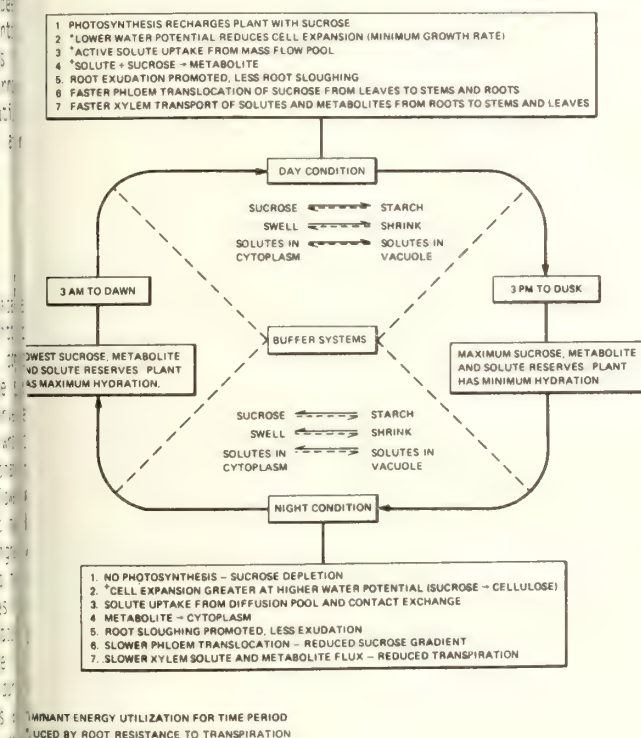 1 PHOTOSYNTHESIS RECHARGES PLANT WITH SUCROSE
2 *LOWER WATER POTENTIAL REDUCES CELL EXPANSION (MINIMUM GROWTH RATE)
3 *ACTIVE SOLUTE UPTAKE FROM MASS FLOW POOL
4 *SOLUTE + SUCROSE → METABOLITE
5. ROOT EXUDATION PROMOTED, LESS ROOT SLOUGHING
6 FASTER PHLOEM TRANSLOCATION OF SUCROSE FROM LEAVES TO STEMS AND ROOTS
7 FASTER XYLEM TRANSPORT OF SOLUTES AND METABOLITES FROM ROOTS TO STEMS AND LEAVES
DAY CONDITION
SUCROSE STARCH
SWELL SHRINK
SOLUTES IN SOLUTES IN
CYTOPLASM VACUOLE
3 AM TO DAWN
3 PM TO DUSK
BUFFER SYSTEMS
SUCROSE, METABOLITE
SOLUTE RESERVES PLANT
MAXIMUM HYDRATION.
MAXIMUM SUCROSE, METABOLITE
AND SOLUTE RESERVES PLANT
HAS MINIMUM HYDRATION
SUCROSE STARCH
SWELL SHRINK
SOLUTES IN SOLUTES IN
CYTOPLASM VACUOLE
NIGHT CONDITION
1. NO PHOTOSYNTHESIS – SUCROSE DEPLETION
2. +CELL EXPANSION GREATER AT HIGHER WATER POTENTIAL (SUCROSE → CELLULOSE)
3. SOLUTE UPTAKE FROM DIFFUSION POOL AND CONTACT EXCHANGE
4 METABOLITE → CYTOPLASM
5. ROOT SLOUGHING PROMOTED, LESS EXUDATION
6. SLOWER PHLOEM TRANSLOCATION – REDUCED SUCROSE GRADIENT
7. SLOWER XYLEM SOLUTE AND METABOLITE FLUX – REDUCED TRANSPIRATION
ENERGY UTILIZATION FOR TIME PERIOD
BY ROOT RESISTANCE TO TRANSPIRATION